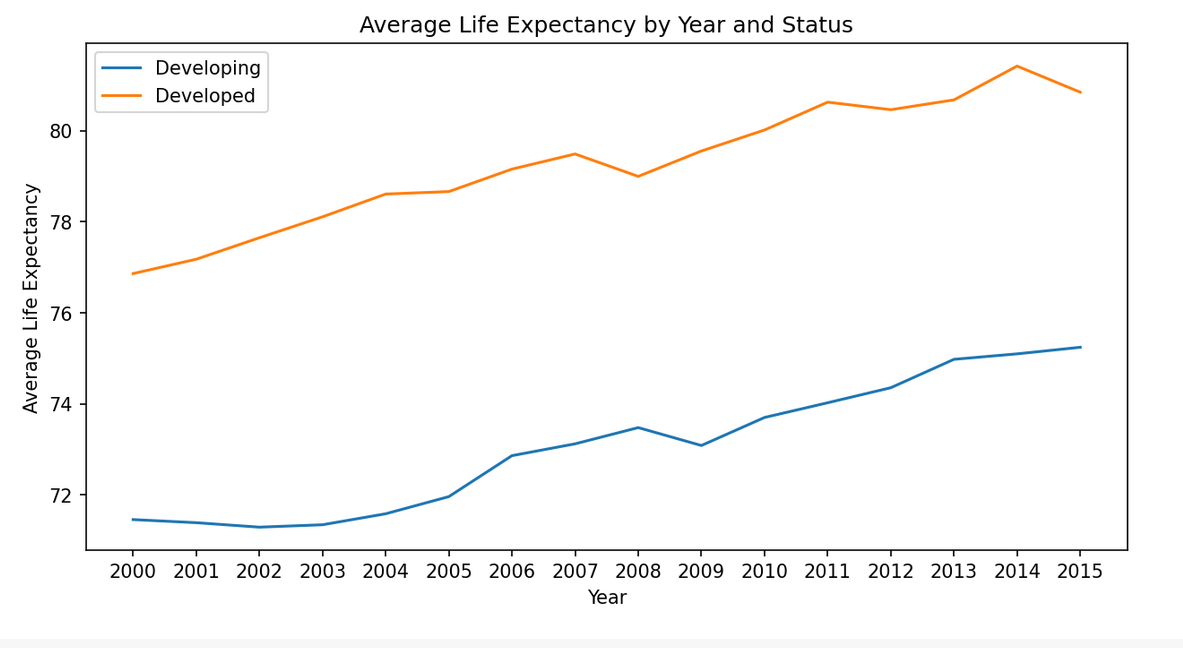 Average Life Expectancy by Year and Status
Developing
Developed
Average Life Expectancy
80
78
76
74
72
2000 2001 2002 2003 2004 2005 2006 2007 2008 2009 2010 2011 2012 2013 2014 2015
Year